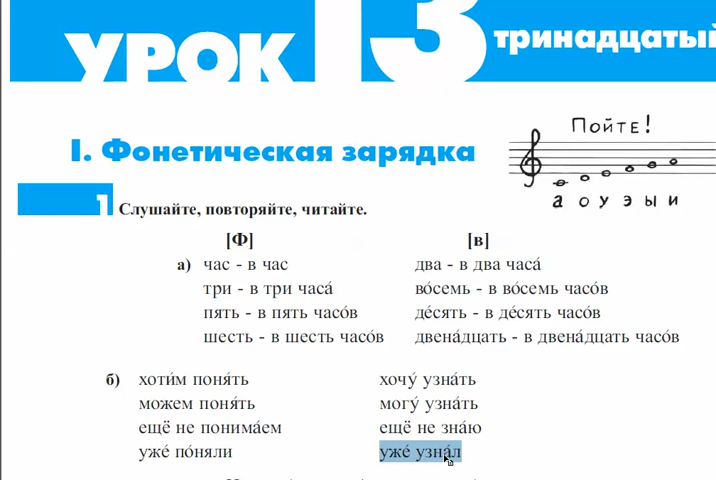 УРОК 13 тринадцатый
I. Фонетическая зарядка
Пойте!
а о у э ы и
1 Слушайте, повторяйте, читайте.
[Ф] [в]
а) час - в час два - в два часа́
три - в три часа́ во́семь - в во́семь часо́в
пять - в пять часо́в де́сять - в де́сять часо́в
шесть - в шесть часо́в двена́дцать - в двена́дцать часо́в
б) хоти́м поня́ть хочу́ узна́ть
можем поня́ть могу́ узна́ть
ещё не понима́ем ещё не зна́ю
уже́ по́няли уже́ узна́л